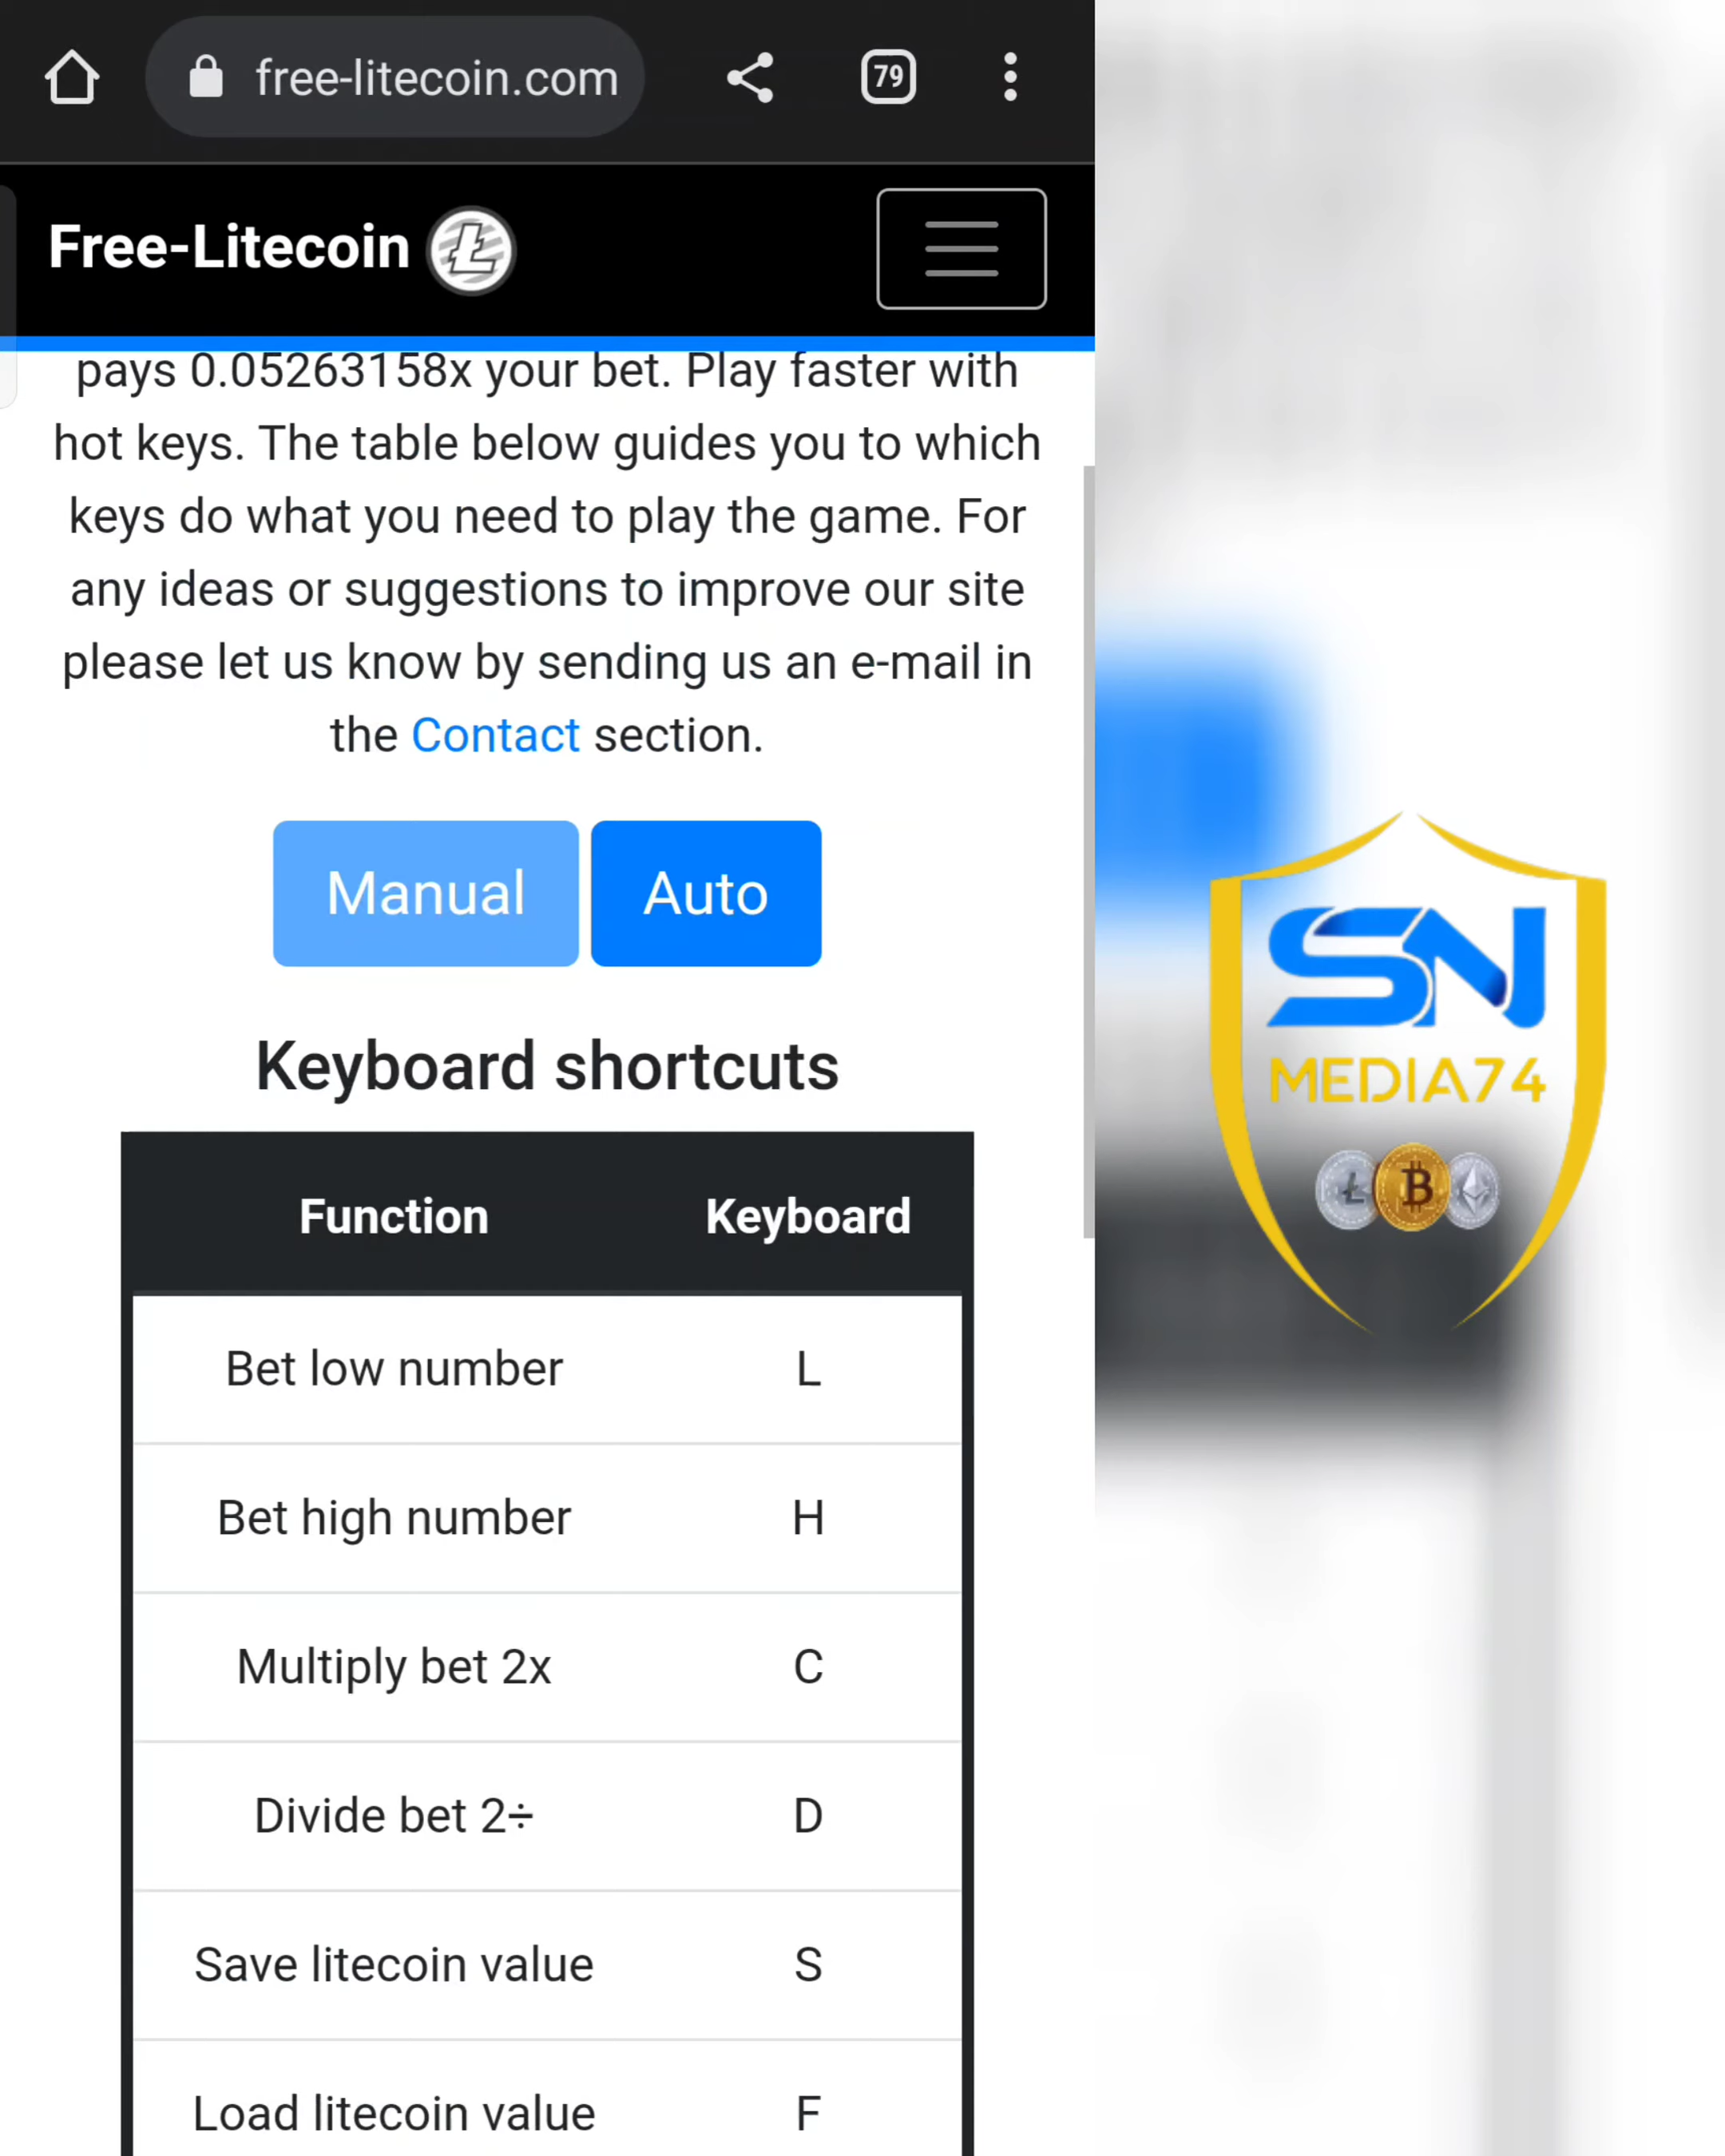 free-litecoin.com
79
Free-Litecoin
pays 0.05263158x your bet. Play faster with
hot keys. The table below guides you to which
keys do what you need to play the game. For
any ideas or suggestions to improve our site
please let us know by sending us an e-mail in
the Contact section.
Manual Auto
Keyboard shortcuts
Function Keyboard
Bet low number L
Bet high number H
Multiply bet 2x C
Divide bet 2÷ D
Save litecoin value S
Load litecoin value F
SN
MEDIA74